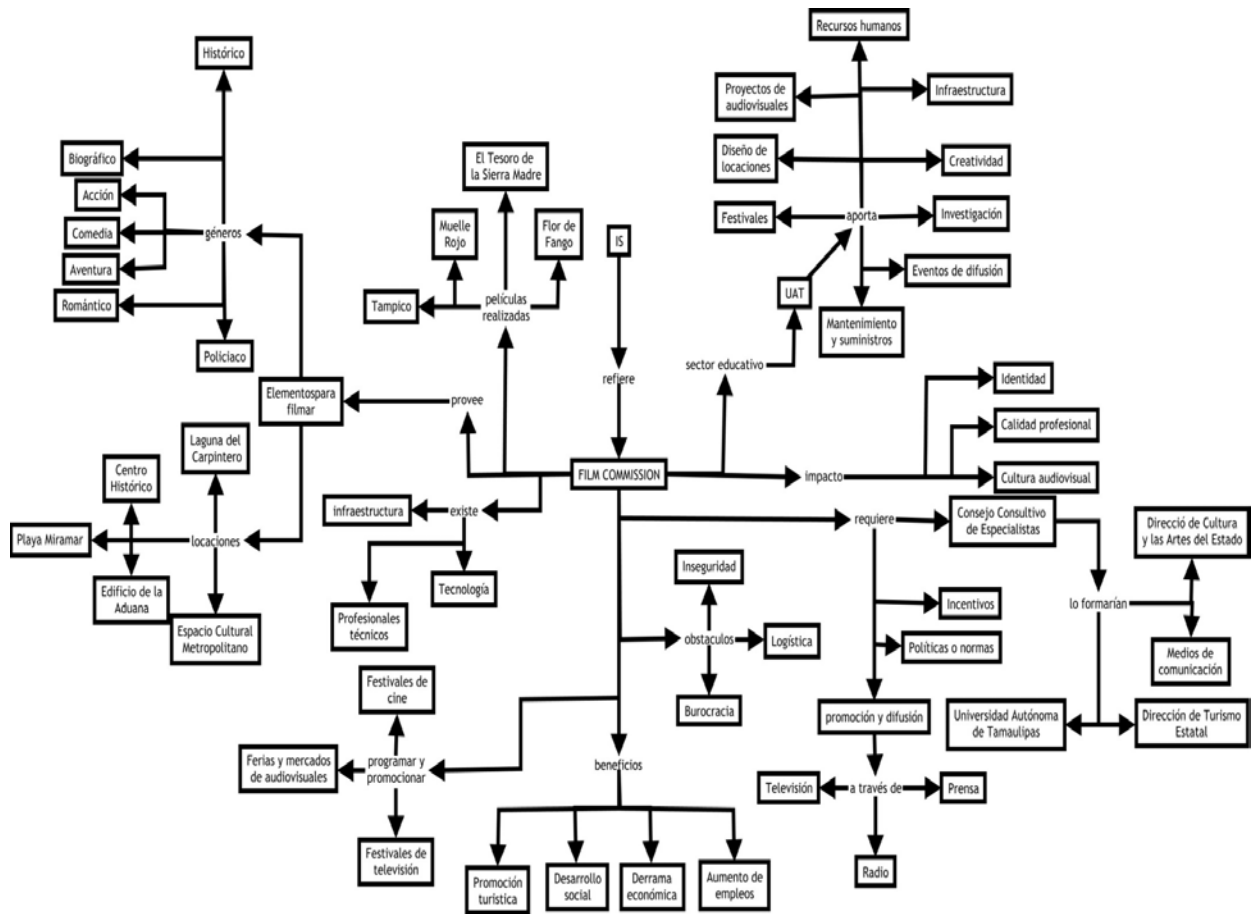 Recursos humanos
Histórico
Proyectos de
audiovisuales
Infraestructura
Biográfico
El Tesoro de
la Sierra Madre
Diseño de
locaciones
Creatividad
Acción
Comedia
géneros
Muelle
Rojo
Flor de
Fango
IS
Festivales
aporta
Investigación
Aventura
Eventos de difusión
Romántico
Tampico
películas
realizadas
UAT
Mantenimiento
y suministros
Policiaco
refiere
sector educativo
Identidad
Elementospara
filmar
provee
Calidad profesional
Laguna del
Carpintero
Centro
Histórico
FILM COMMISSION
impacto
Cultura audiovisual
infraestructura
existe
requiere
Consejo Consultivo
de Especialistas
Direcció de Cultura
y las Artes del Estado
Playa Miramar
locaciones
Tecnología
Inseguridad
Edificio de la
Aduana
Profesionales
técnicos
Incentivos
lo formarían
Espacio Cultural
Metropolitano
obstaculos
Logística
Políticas o normas
Medios de
comunicación
Festivales de
cine
Burocracia
promoción y difusión
Universidad Autónoma
de Tamaulipas
Dirección de Turismo
Estatal
Ferias y mercados
de audiovisuales
programar y
promocionar
beneficios
Televisión
a través de
Prensa
Festivales de
televisión
Promoción
turística
Desarrollo
social
Derrama
económica
Aumento de
empleos
Radio